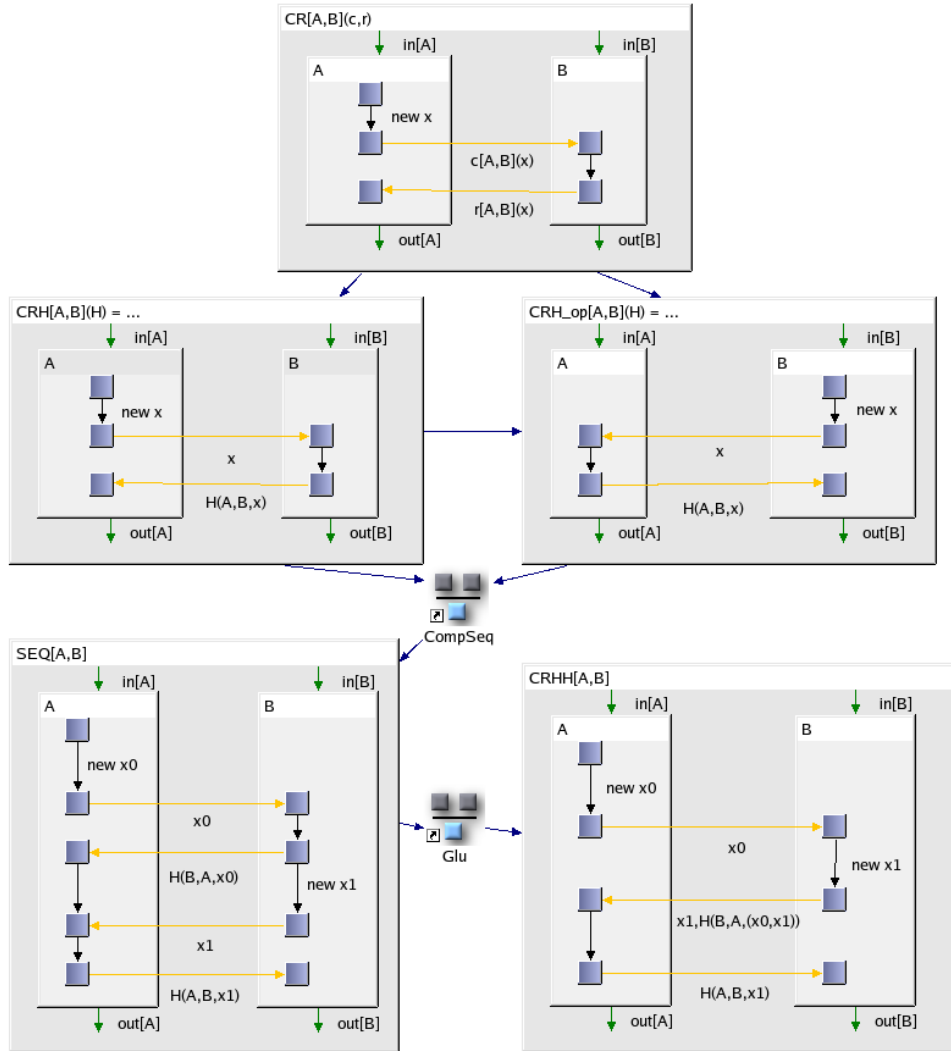 CR[A,B](c,r)
in[A]
in[B]
A
B
new x
c[A,B](x)
r[A,B](x)
out[A]
out[B]
CRH[A,B](H) = ...
in[A]
in[B]
A
B
new x
x
H(A,B,x)
out[A]
out[B]
CRH_op[A,B](H) = ...
in[A]
in[B]
A
B
new x
x
H(A,B,x)
out[A]
out[B]
CompSeq
SEQ[A,B]
in[A]
in[B]
A
B
new x0
x0
H(B,A,x0)
new x1
x1
H(A,B,x1)
out[A]
out[B]
Glu
CRHH[A,B]
in[A]
in[B]
A
B
new x0
x0
new x1
x1,H(B,A,(x0,x1))
H(A,B,x1)
out[A]
out[B]